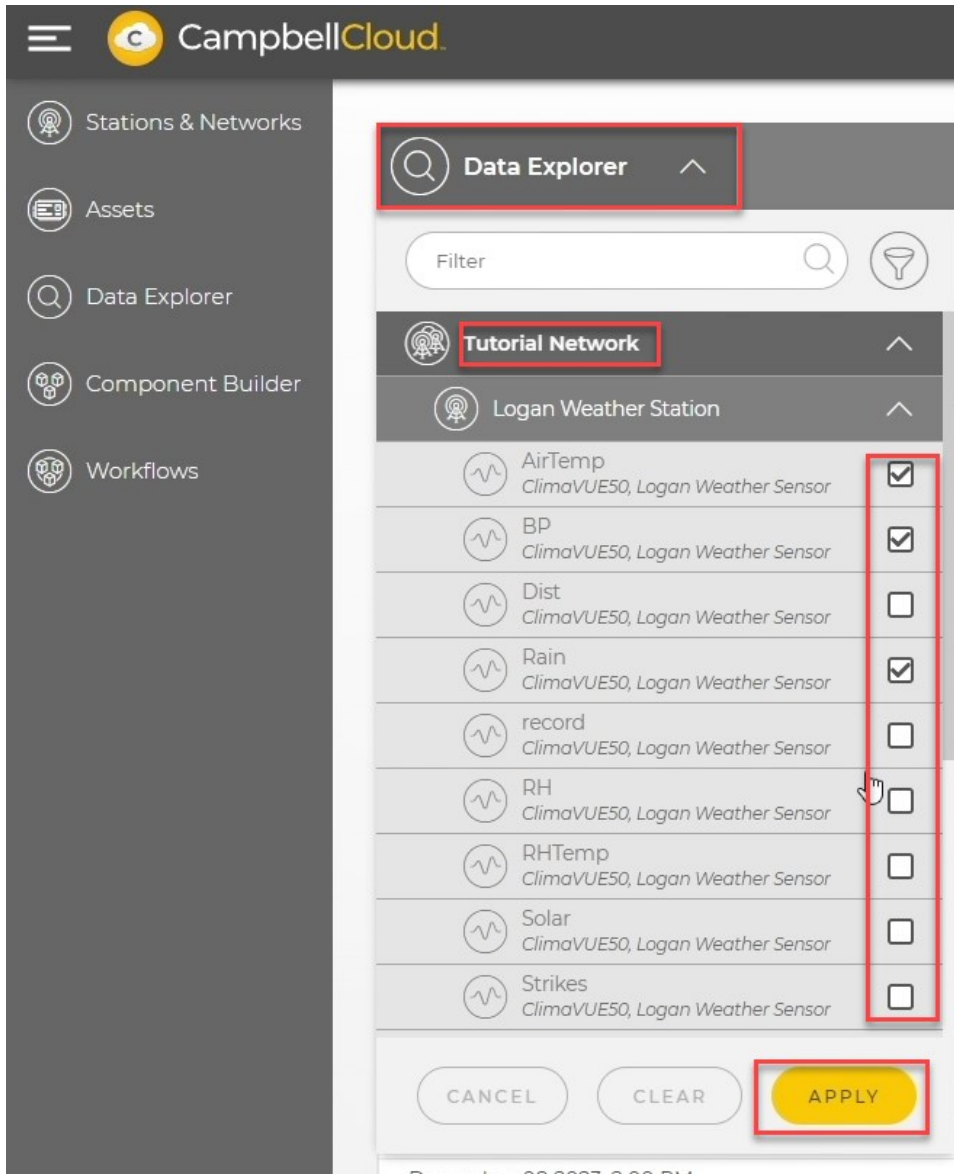 CampbellCloud
Stations & Networks
Assets
Data Explorer
Component Builder
Workflows
Data Explorer
Filter
Tutorial Network
Logan Weather Station
AirTemp
ClimaVUE50, Logan Weather Sensor
BP
ClimaVUE50, Logan Weather Sensor
Dist
ClimaVUE50, Logan Weather Sensor
Rain
ClimaVUE50, Logan Weather Sensor
record
ClimaVUE50, Logan Weather Sensor
RH
ClimaVUE50, Logan Weather Sensor
RHTemp
ClimaVUE50, Logan Weather Sensor
Solar
ClimaVUE50, Logan Weather Sensor
Strikes
ClimaVUE50, Logan Weather Sensor
CANCEL
CLEAR
APPLY